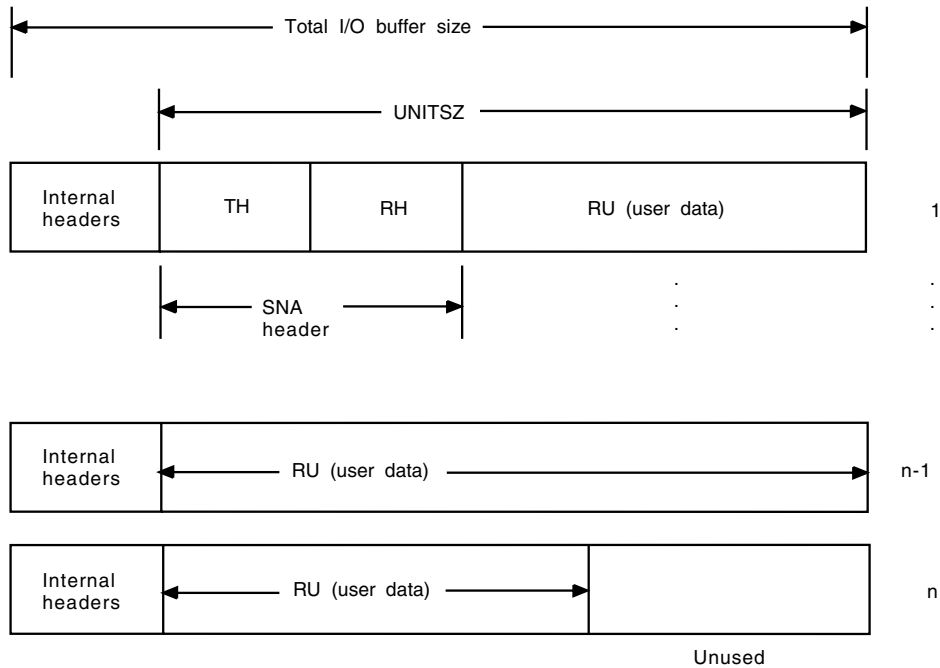 Total I/O buffer size
UNITSZ
Internal
headers
TH
RH
RU (user data)
1
SNA
header
.
.
.
.
.
.
Internal
headers
RU (user data)
n-1
Internal
headers
RU (user data)
n
Unused